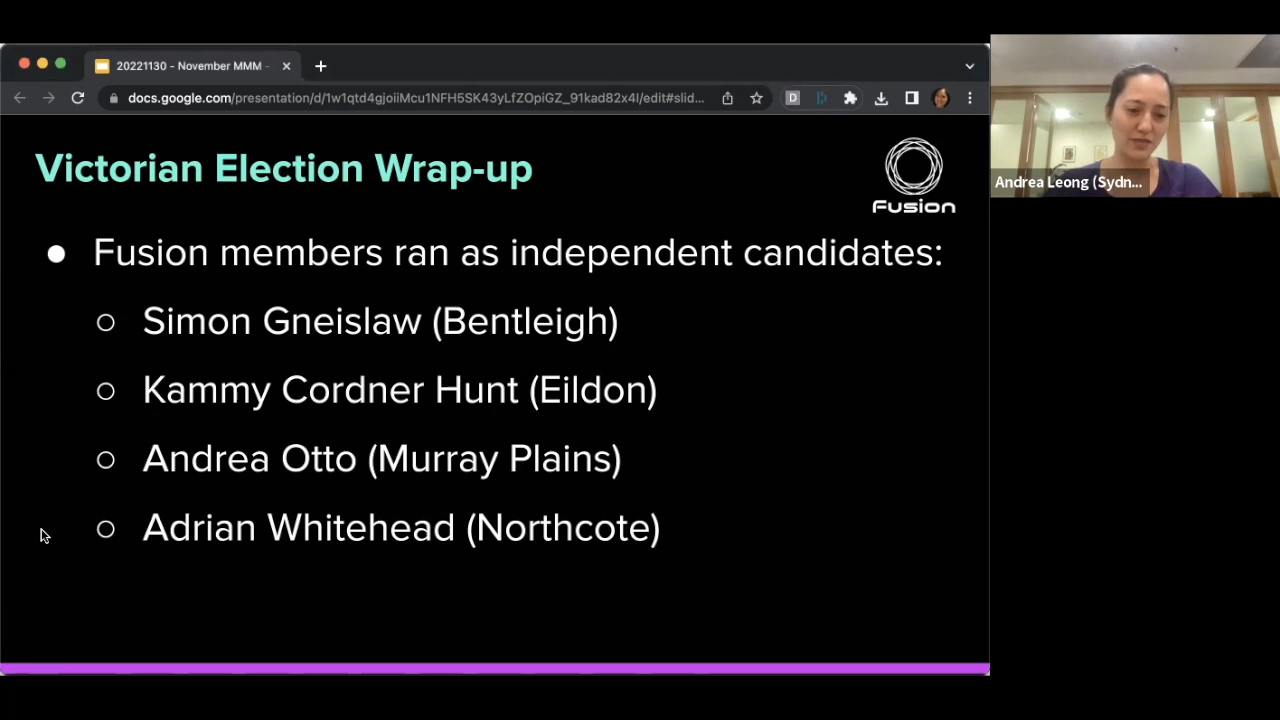 20221130 - November MMM -
docs.google.com/presentation/d/1w1qtd4gjoiiMcu1NFH5SK43yLfZOpiGZ_91kad82x4I/edit#slid...
Victorian Election Wrap-up
Fusion
Fusion members ran as independent candidates:
Simon Gneislaw (Bentleigh)
Kammy Cordner Hunt (Eildon)
Andrea Otto (Murray Plains)
Adrian Whitehead (Northcote)
Andrea Leong (Sydn...